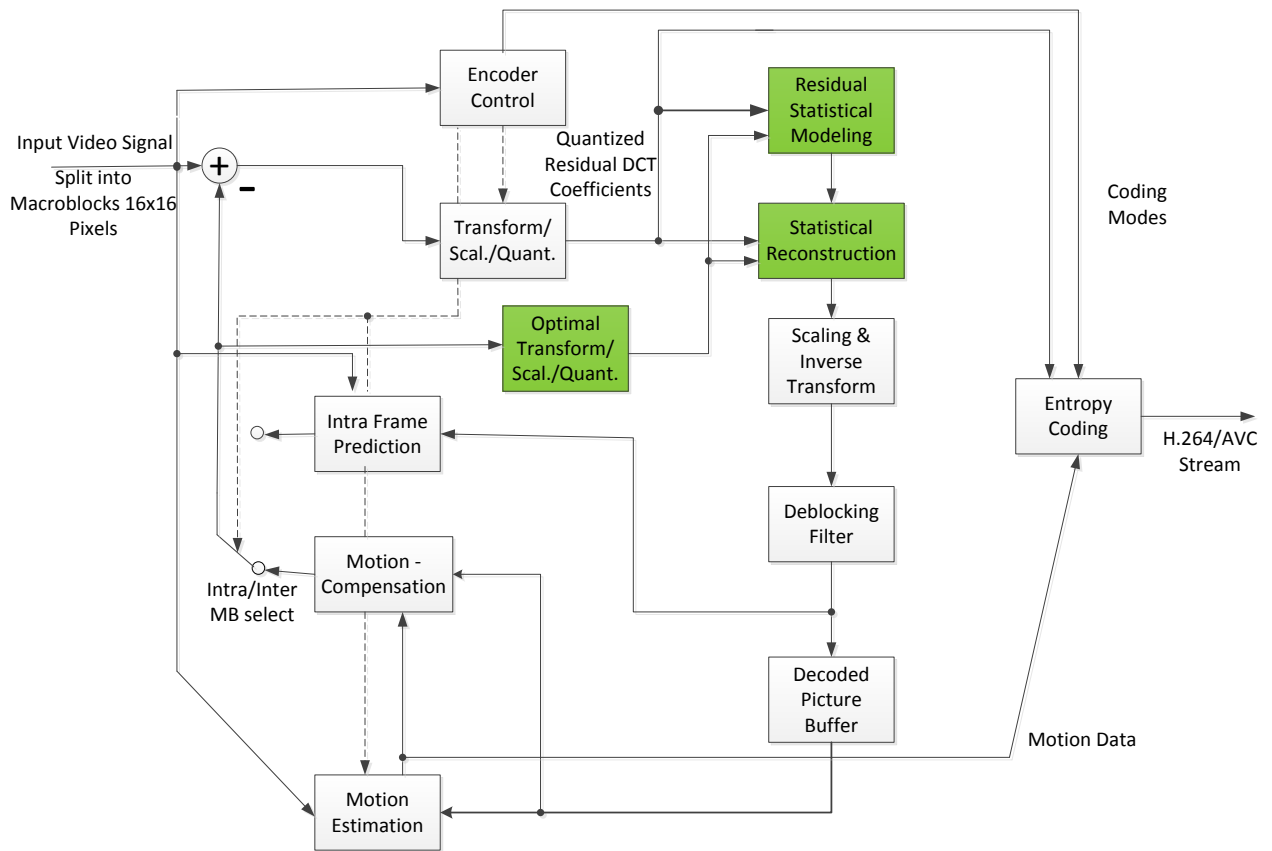 Encoder
Control
Residual
Statistical
Modeling
Input Video Signal
Split into
Macroblocks 16x16
Pixels
+
-
Quantized
Residual DCT
Coefficients
Coding
Modes
Transform/
Scal./Quant.
Statistical
Reconstruction
Optimal
Transform/
Scal./Quant.
Scaling &
Inverse
Transform
Intra Frame
Prediction
Entropy
Coding
H.264/AVC
Stream
Deblocking
Filter
Motion -
Compensation
Intra/Inter
MB select
Decoded
Picture
Buffer
Motion Data
Motion
Estimation